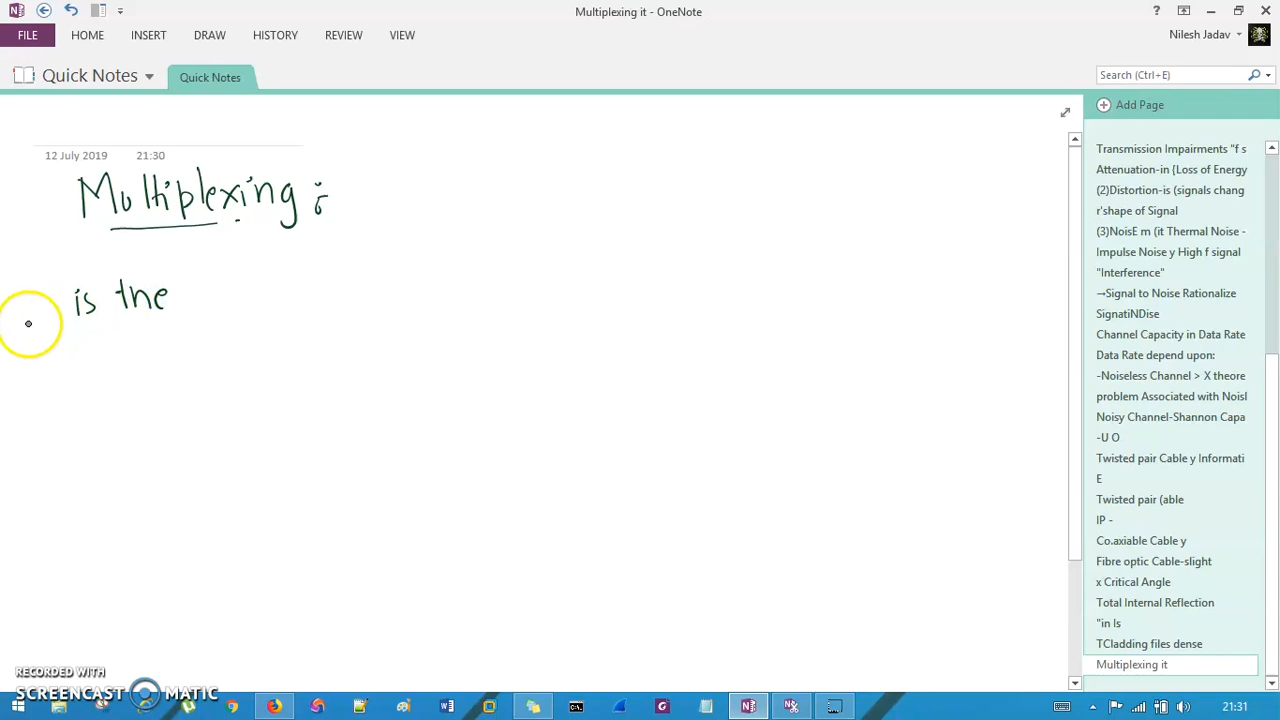 Multiplexing it - OneNote
FILE HOME INSERT DRAW HISTORY REVIEW VIEW
Nilesh Jadav
Quick Notes
Quick Notes
Search (Ctrl+E)
Add Page
12 July 2019 21:30
Multiplexing :
is the
Transmission Impairments "f s
Attenuation-in {Loss of Energy
(2)Distortion-is (signals chang
r'shape of Signal
(3)NoisE m (it Thermal Noise -
Impulse Noise y High f signal
"Interference"
→Signal to Noise Rationalize
SignatiNDise
Channel Capacity in Data Rate
Data Rate depend upon:
-Noiseless Channel > X theore
problem Associated with Noisl
Noisy Channel-Shannon Capa
-U O
Twisted pair Cable y Informati
E
Twisted pair (able
IP -
Co.axiable Cable y
Fibre optic Cable-slight
x Critical Angle
Total Internal Reflection
"in ls
TCladding files dense
Multiplexing it
RECORDED WITH
SCREENCAST MATIC
21:31